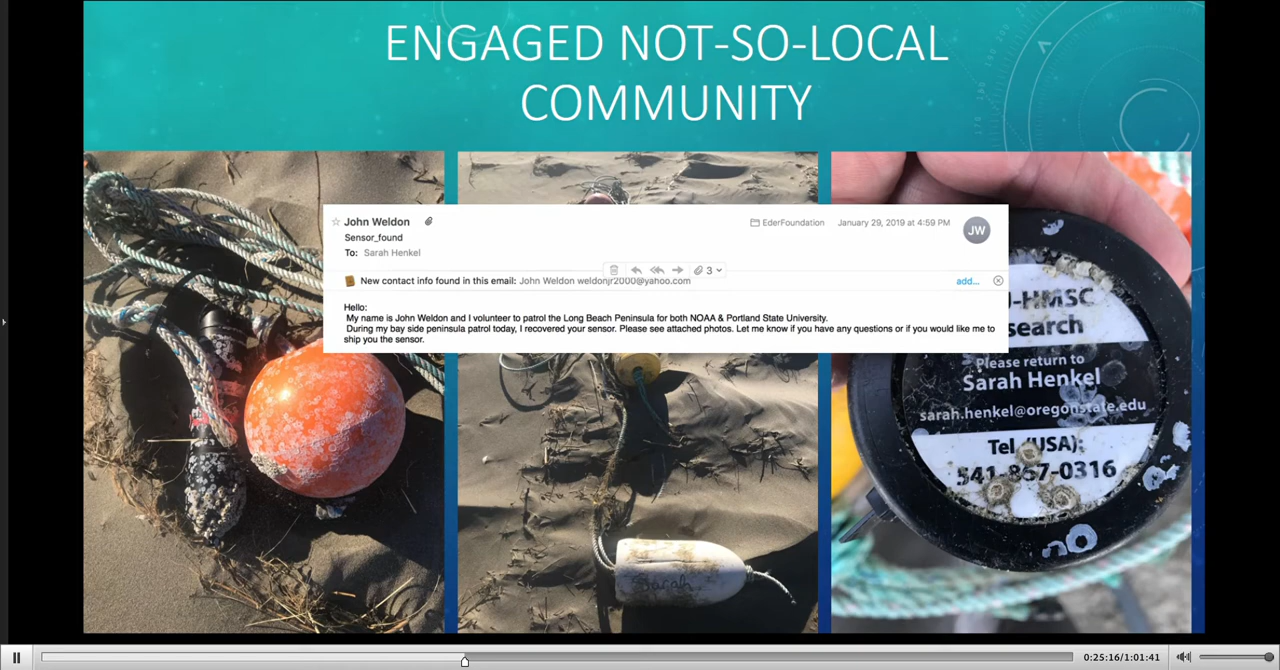 ENGAGED NOT-SO-LOCAL
COMMUNITY
John Weldon
EderFoundation
January 29, 2019 at 4:59 PM
JW
Sensor_found
To: Sarah Henkel
3
New contact info found in this email: John Weldon weldonjr2000@yahoo.com
add...
Hello:
My name is John Weldon and I volunteer to patrol the Long Beach Peninsula for both NOAA & Portland State University.
During my bay side peninsula patrol today, I recovered your sensor. Please see attached photos. Let me know if you have any questions or if you would like me to
ship you the sensor.
-HMSC
search
Please return to
Sarah Henkel
sarah.henkel@oregonstate.edu
Tel (USA):
541-867-0316
Sarah
0:25:16/1:01:41